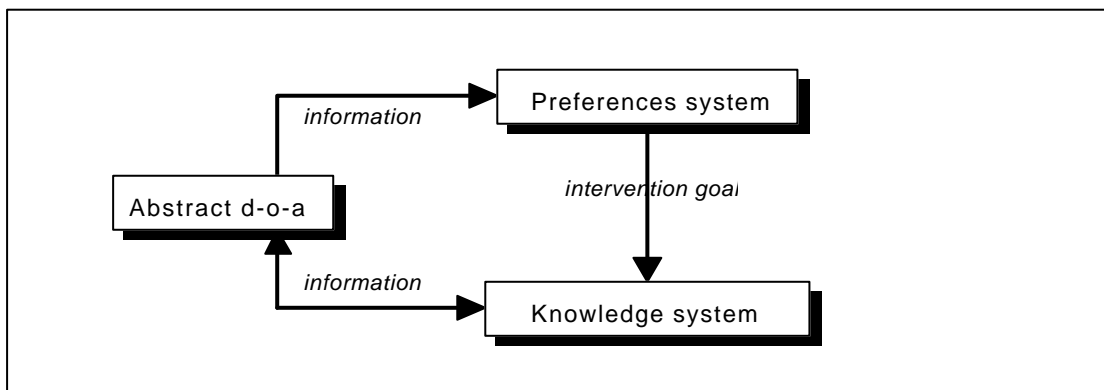 Preferences system
information
intervention goal
Abstract d-o-a
information
Knowledge system